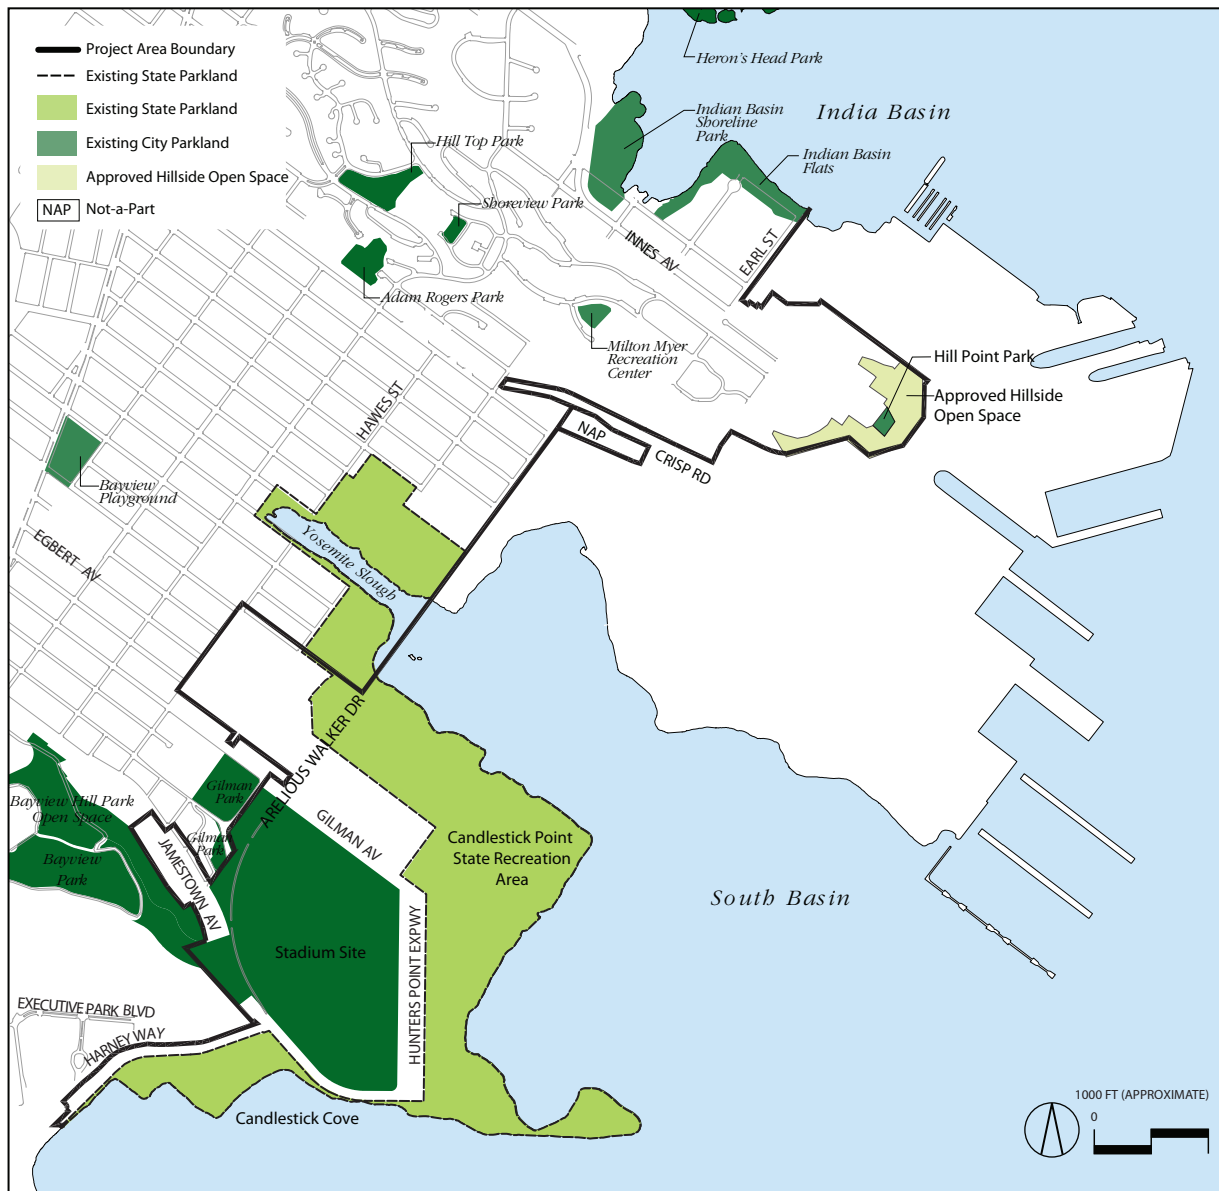 Project Area Boundary
Existing State Parkland
Existing State Parkland
Existing City Parkland
Approved Hillside Open Space
NAP
Not-a-Part
Heron's Head Park
Indian Basin
Shoreline
Park
India Basin
Indian Basin
Flats
Hill Top Park
Shoreview Park
INNES AV
EARL ST
Adam Rogers Park
Milton Myer
Recreation
Center
Hill Point Park
Approved Hillside
Open Space
HAWES ST
NAP
CRISP RD
Bayview
Playground
EGBERT AV
Yosemite Slough
ARELIOUS WALKER DR
Gilman
Park
Gilman
Park
GILMAN AV
Bayview Hill Park
Open Space
Bayview
Park
JAMESTOWN AV
Candlestick Point
State Recreation
Area
South Basin
Stadium Site
HUNTERS POINT EXPWY
EXECUTIVE PARK BLVD
HARNEY WAY
Candlestick Cove
1000 FT (APPROXIMATE)
0